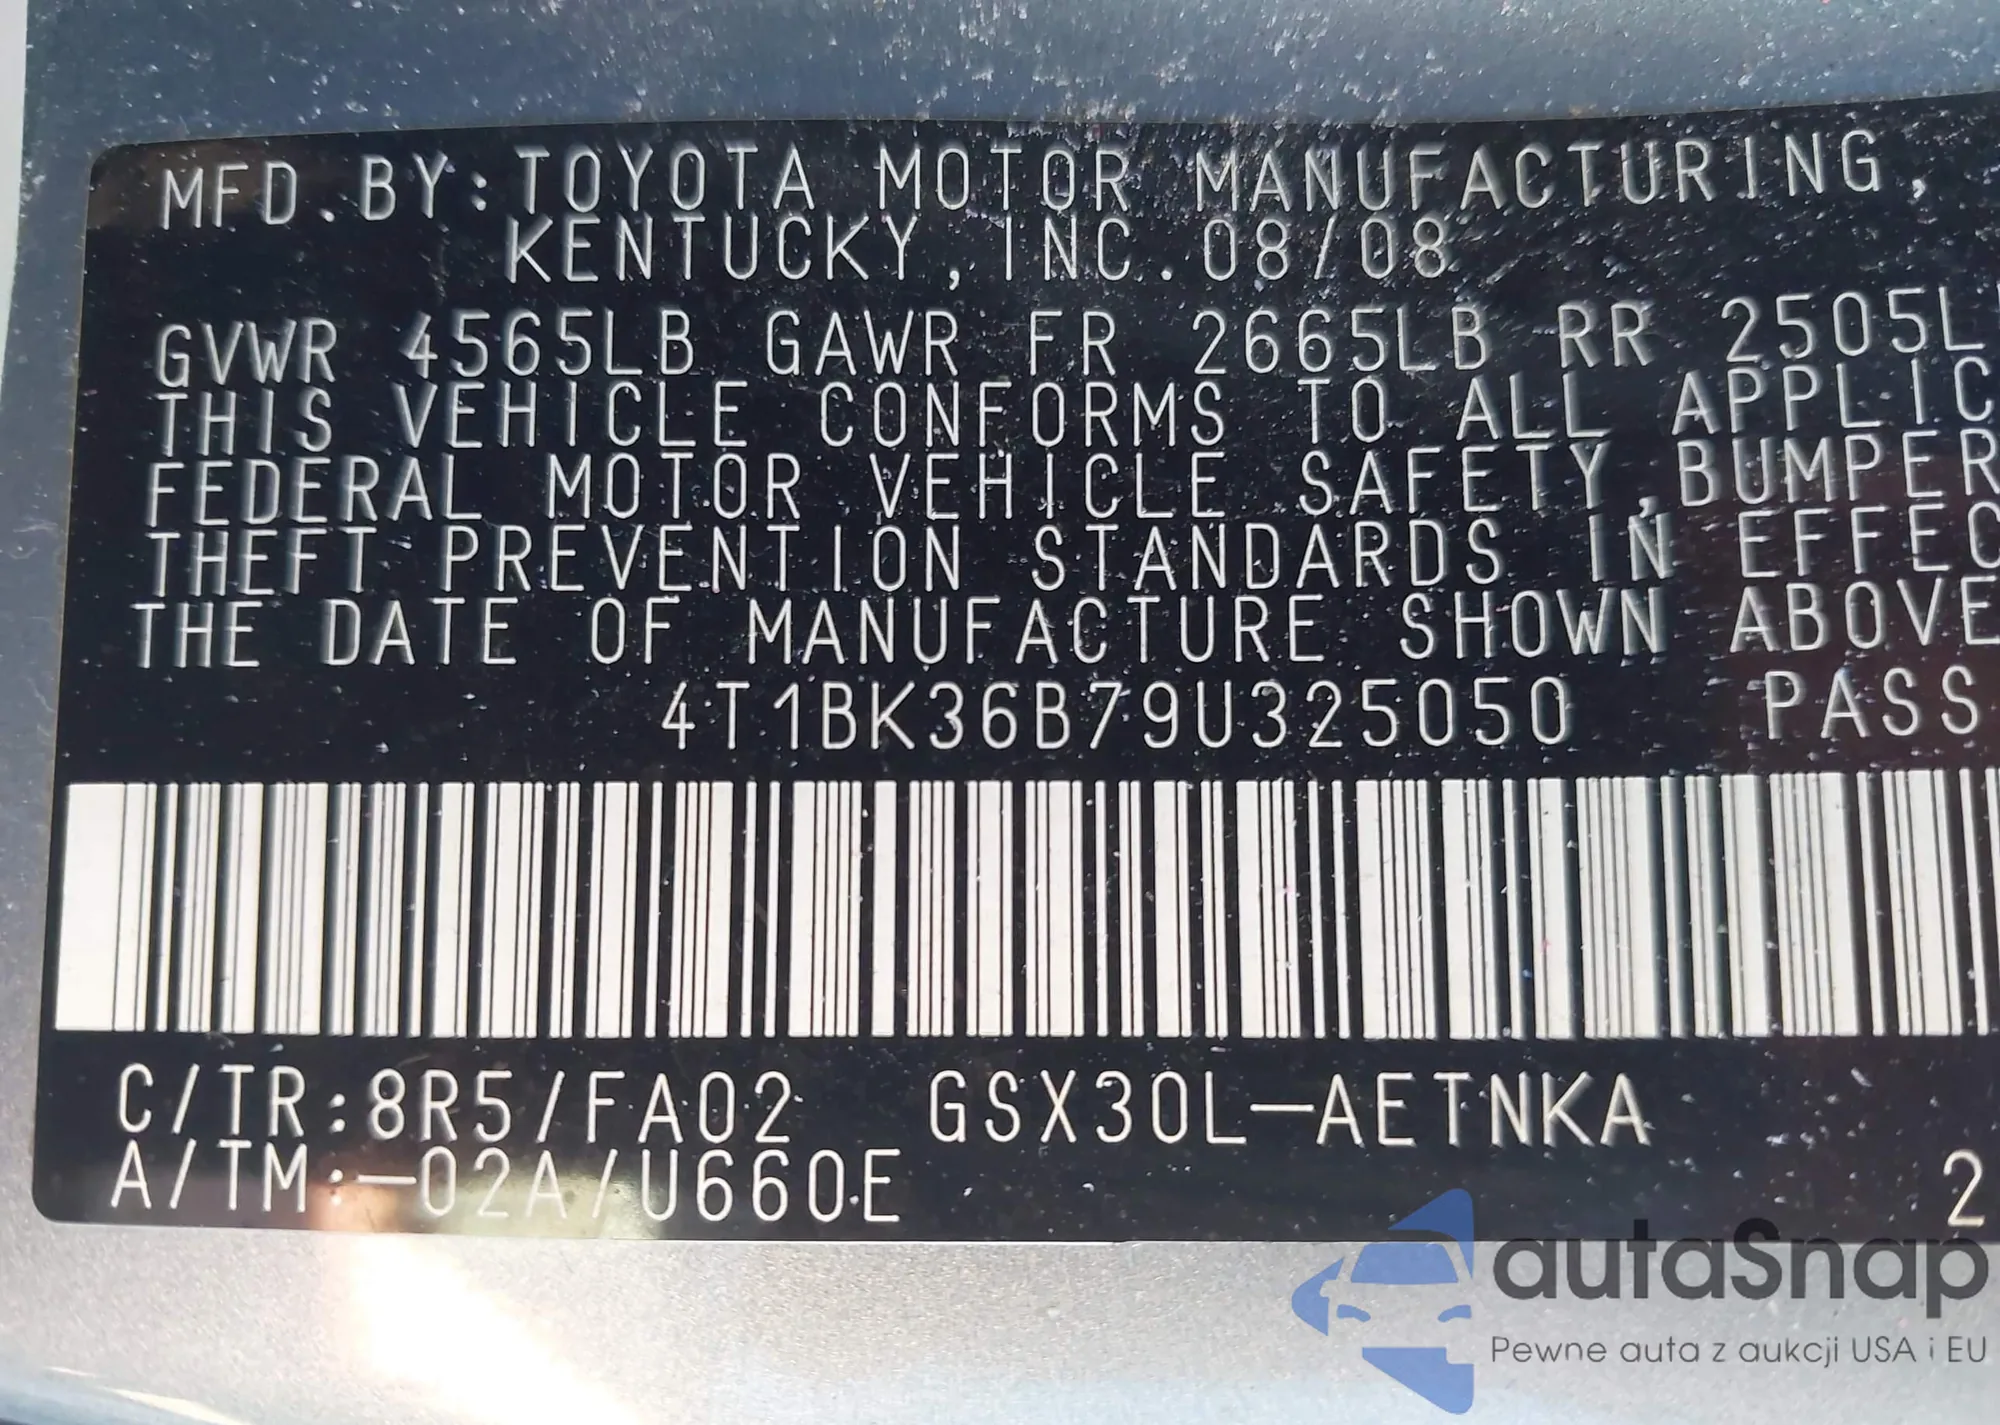 MFD.BY:TOYOTA MOTOR MANUFACTURING,
KENTUCKY, INC. 08/08
GVWR 4565LB GAWR FR 2665LB RR 2505L
THIS VEHICLE CONFORMS TO ALL APPLIC
FEDERAL MOTOR VEHICLE SAFETY,BUMPER
THEFT PREVENTION STANDARDS IN EFFEC
THE DATE OF MANUFACTURE SHOWN ABOVE
4T1BK36B79U325050 PASS
C/TR:8R5/FA02 GSX30L-AETNKA
A/TM:-02A/U660E 2
autaSnap
Pewne auta z aukcji USA i EU